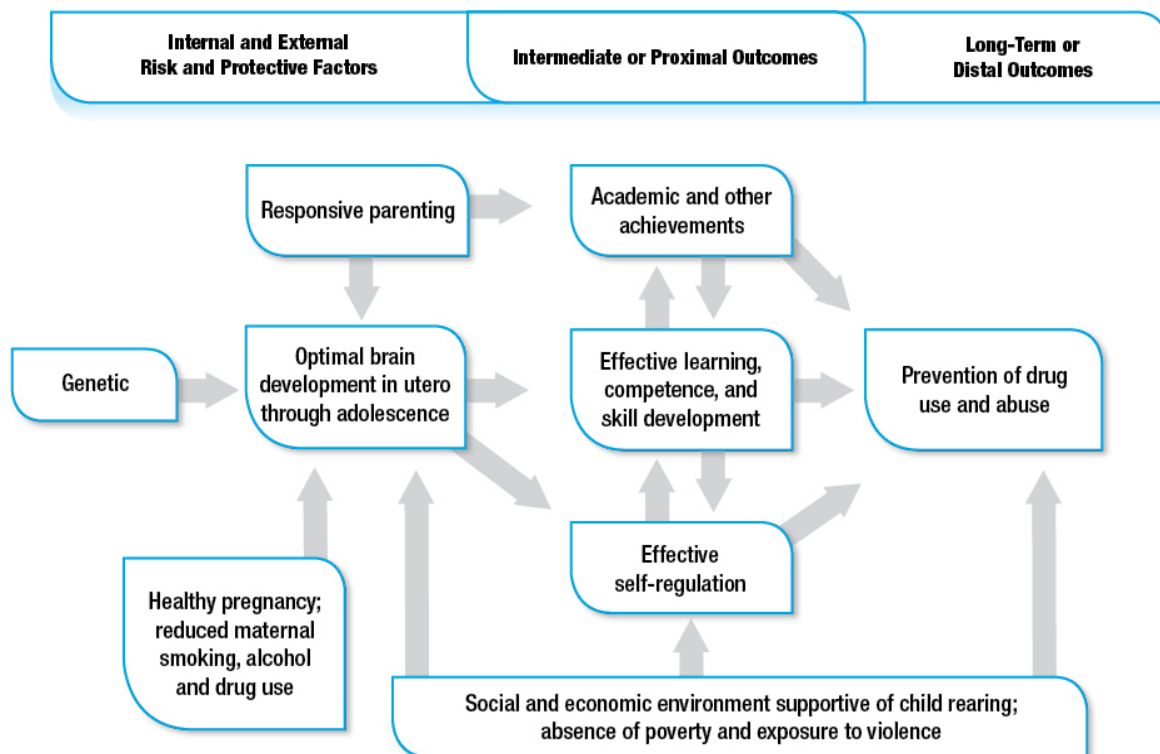 Internal and External
Risk and Protective Factors
Intermediate or Proximal Outcomes
Long-Term or
Distal Outcomes
Responsive parenting
Academic and other
achievements
Genetic
Optimal brain
development in utero
through adolescence
Effective learning,
competence, and
skill development
Prevention of drug
use and abuse
Effective
self-regulation
Healthy pregnancy;
reduced maternal
smoking, alcohol
and drug use
Social and economic environment supportive of child rearing;
absence of poverty and exposure to violence